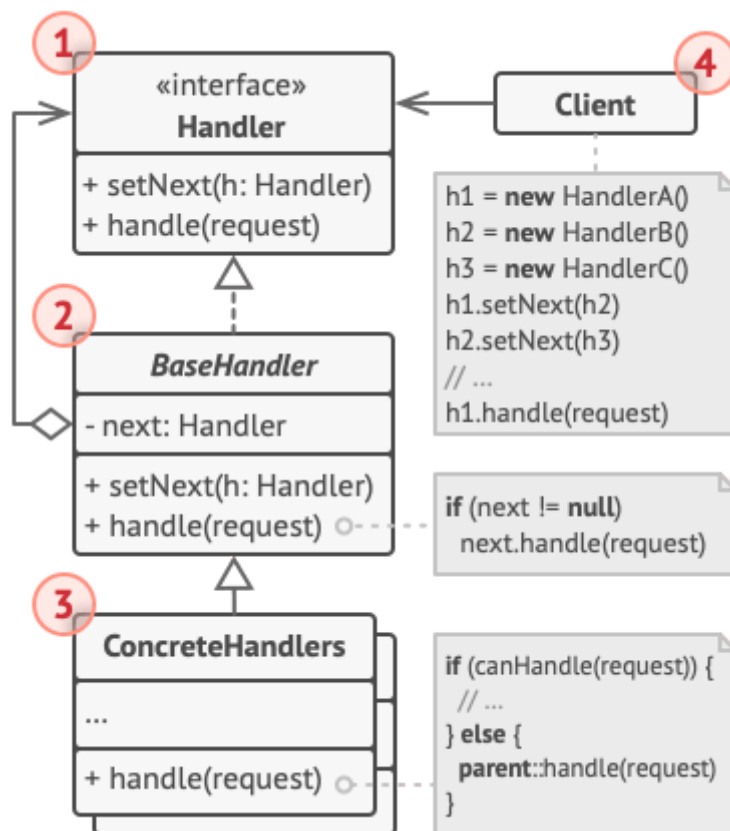 1
«interface»
Handler
+ setNext(h: Handler)
+ handle(request)
4
Client
h1 = new HandlerA()
h2 = new HandlerB()
h3 = new HandlerC()
h1.setNext(h2)
h2.setNext(h3)
// ...
h1.handle(request)
2
BaseHandler
- next: Handler
+ setNext(h: Handler)
+ handle(request)
if (next != null)
next.handle(request)
3
ConcreteHandlers
...
+ handle(request)
if (canHandle(request)) {
// ...
} else {
parent::handle(request)
}